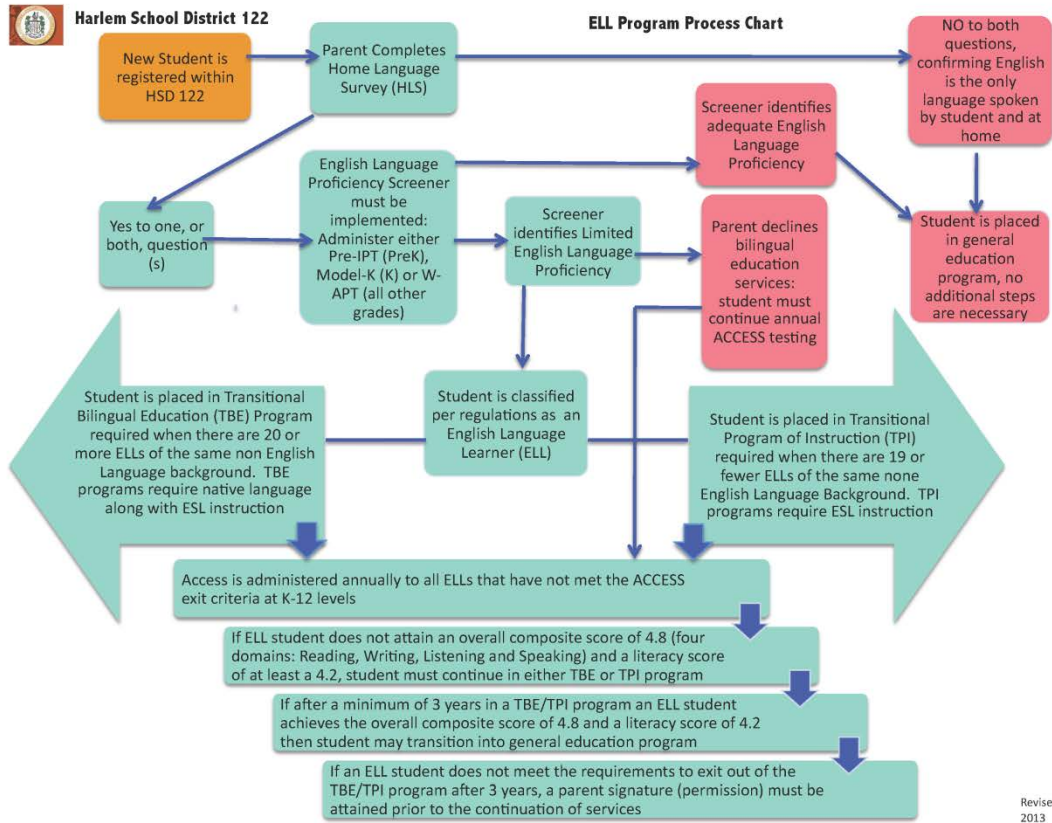 Harlem School District 122
ELL Program Process Chart
New Student is
registered within
HSD 122
Parent Completes
Home Language
Survey (HLS)
NO to both
questions,
confirming English
is the only
language spoken
by student and at
home
Screener identifies
adequate English
Language
Proficiency
Yes to one, or
both, question
(s)
English Language
Proficiency Screener
must be
implemented:
Administer either
Pre-IPT (PreK),
Model-K (K) or W-
APT (all other
grades)
Screener
identifies Limited
English Language
Proficiency
Parent declines
bilingual
education
services:
student must
continue annual
ACCESS testing
Student is placed
in general
education
program, no
additional steps
are necessary
Student is placed in Transitional
Bilingual Education (TBE) Program
required when there are 20 or
more ELLs of the same non English
Language background. TBE
programs require native language
along with ESL instruction
Student is classified
per regulations as an
English Language
Learner (ELL)
Student is placed in Transitional
Program of Instruction (TPI)
required when there are 19 or
fewer ELLs of the same none
English Language Background. TPI
programs require ESL instruction
Access is administered annually to all ELLs that have not met the ACCESS
exit criteria at K-12 levels
If ELL student does not attain an overall composite score of 4.8 (four
domains: Reading, Writing, Listening and Speaking) and a literacy score
of at least a 4.2, student must continue in either TBE or TPI program
If after a minimum of 3 years in a TBE/TPI program an ELL student
achieves the overall composite score of 4.8 and a literacy score of 4.2
then student may transition into general education program
If an ELL student does not meet the requirements to exit out of the
TBE/TPI program after 3 years, a parent signature (permission) must be
attained prior to the continuation of services
Revise
2013